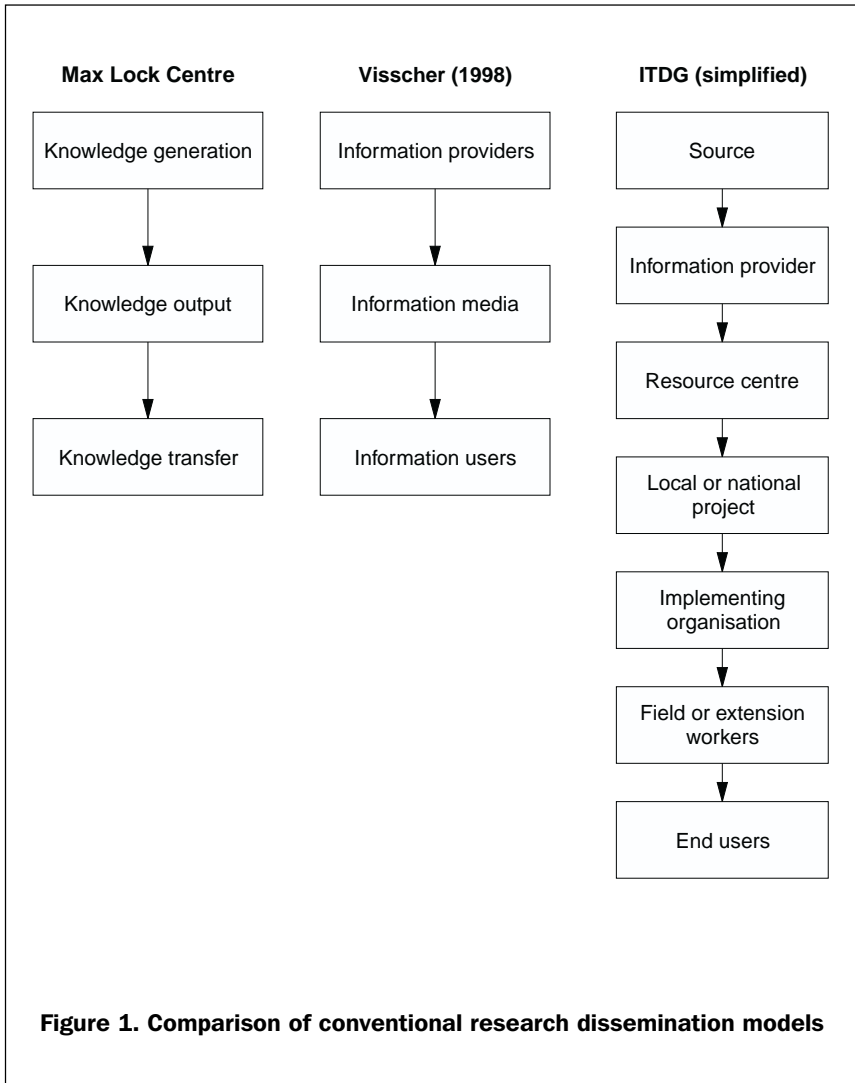 Max Lock Centre
Knowledge generation
Knowledge output
Knowledge transfer
Visscher (1998)
Information providers
Information media
Information users
ITDG (simplified)
Source
Information provider
Resource centre
Local or national
project
Implementing
organisation
Field or extension
workers
End users
Figure 1. Comparison of conventional research dissemination models